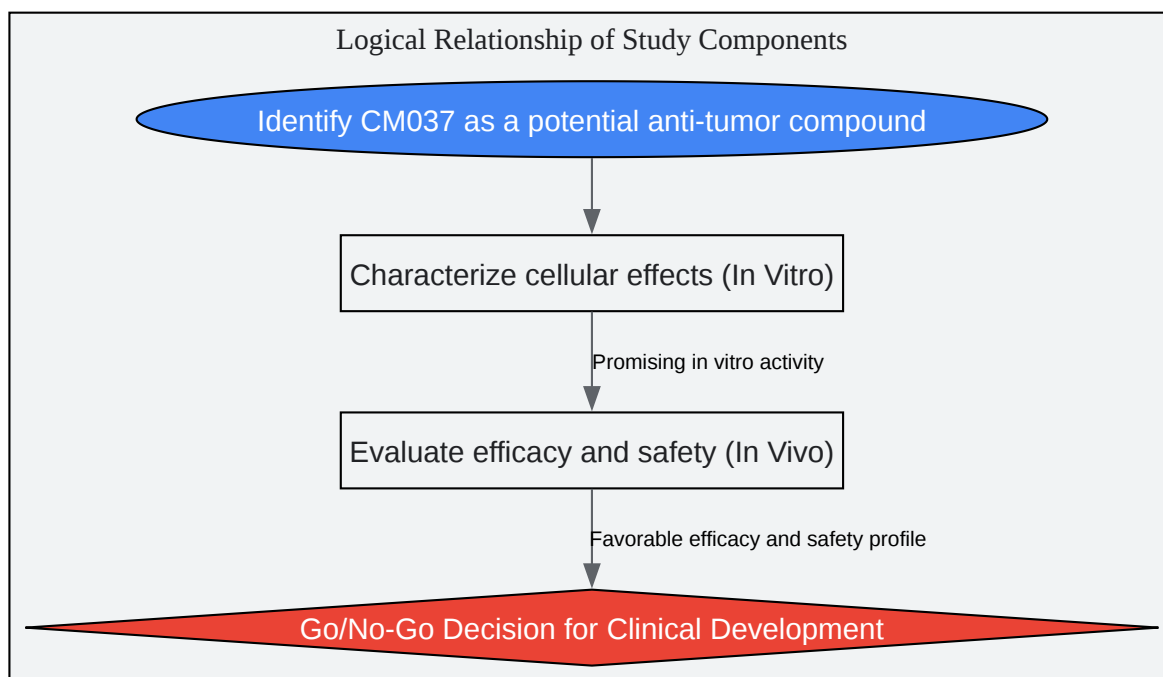 Logical Relationship of Study Components
Identify CM037 as a potential anti-tumor compound
Characterize cellular effects (In Vitro)
Promising in vitro activity
Evaluate efficacy and safety (In Vivo)
Favorable efficacy and safety profile
Go/No-Go Decision for Clinical Development